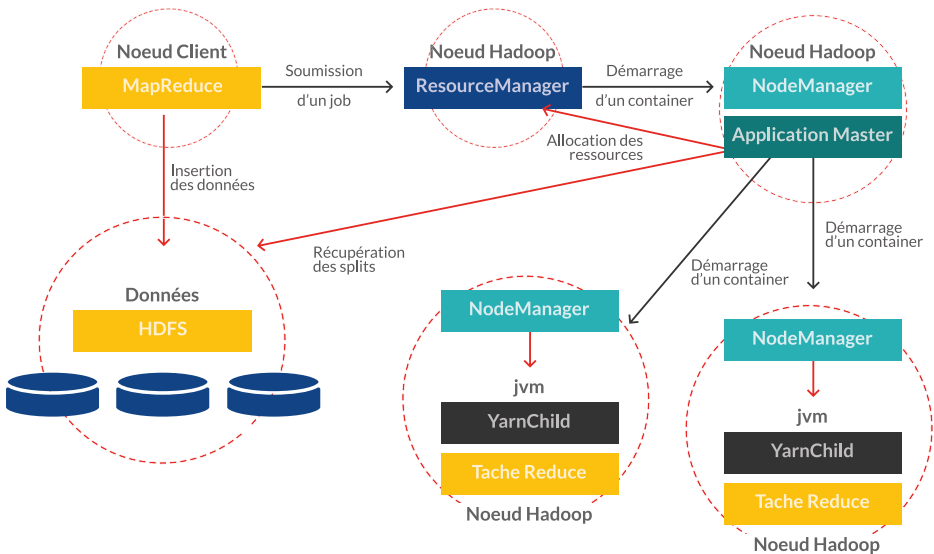 Noeud Client
MapReduce
Soumission
d'un job
Noeud Hadoop
ResourceManager
Démarrage
d'un container
Noeud Hadoop
NodeManager
Application Master
Allocation des
ressources
Insertion
des données
Récupération
des splits
Démarrage
d'un container
Démarrage
d'un container
Données
HDFS
NodeManager
jvm
YarnChild
Tache Reduce
Noeud Hadoop
NodeManager
jvm
YarnChild
Tache Reduce
Noeud Hadoop